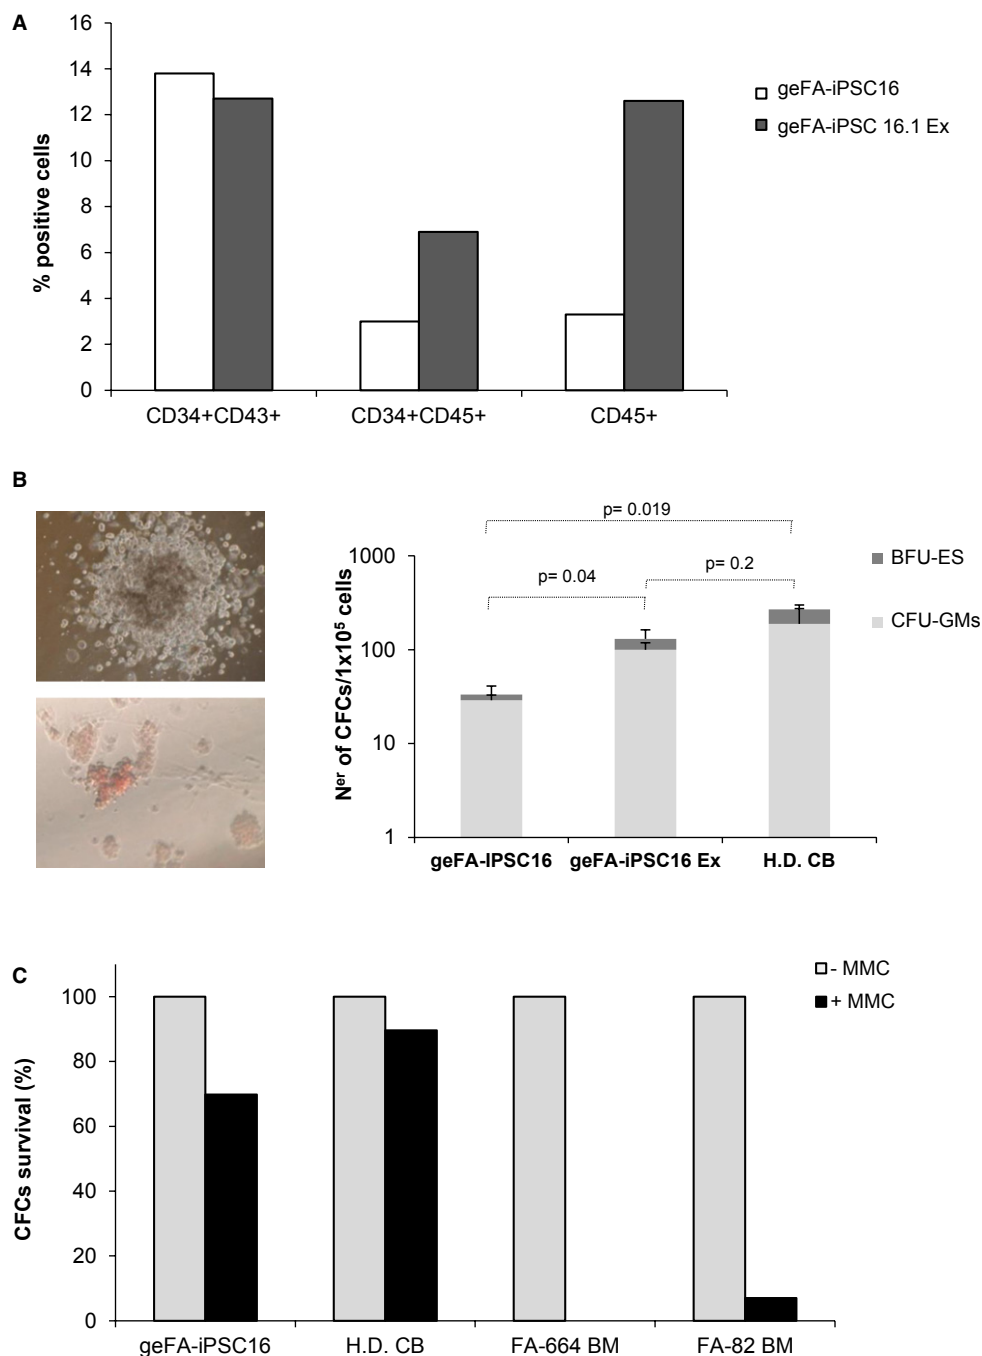 A
16
14
12
10
8
6
4
2
0
% positive cells
CD34+CD43+
CD34+CD45+
CD45+
geFA-iPSC16
geFA-iPSC 16.1 Ex
B
p= 0.019
p= 0.04
p= 0.2
1000
100
10
1
Nᵉʳ of CFCs/1x10⁵ cells
geFA-IPSC16
geFA-iPSC16 Ex
H.D. CB
BFU-ES
CFU-GMs
C
- MMC
+ MMC
100
80
60
40
20
0
CFCs survival (%)
geFA-iPSC16
H.D. CB
FA-664 BM
FA-82 BM